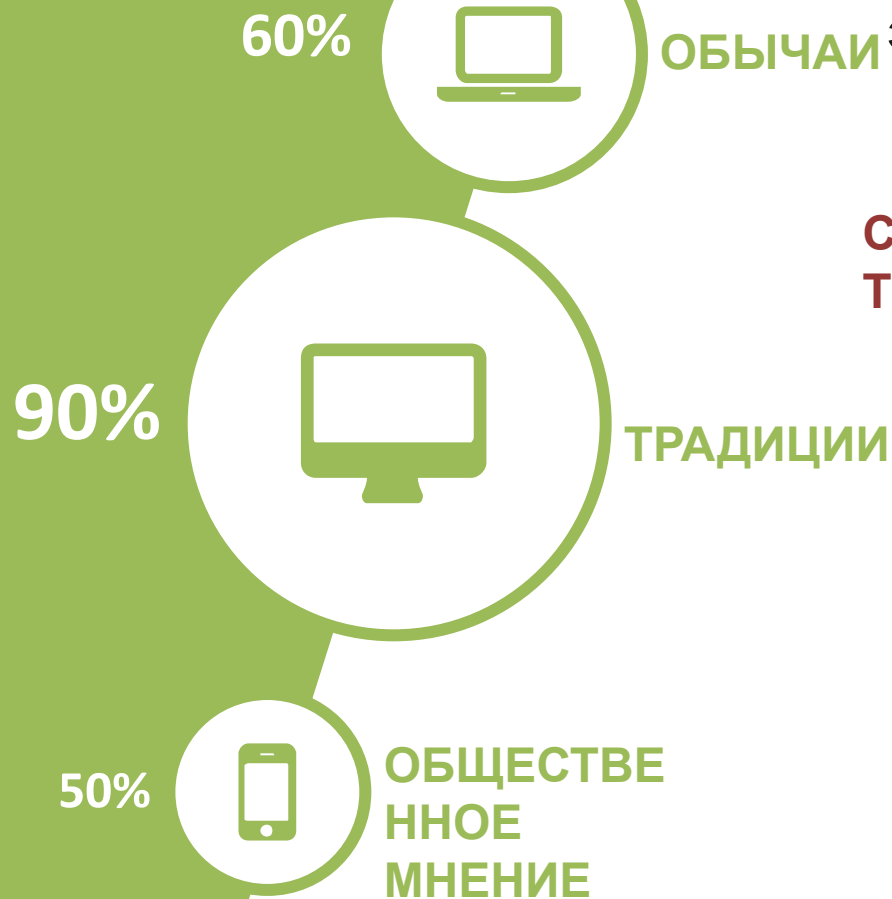 60%
ОБЫЧАИ
С
Т
90%
ТРАДИЦИИ
50%
ОБЩЕСТВЕ
ННОЕ
МНЕНИЕ